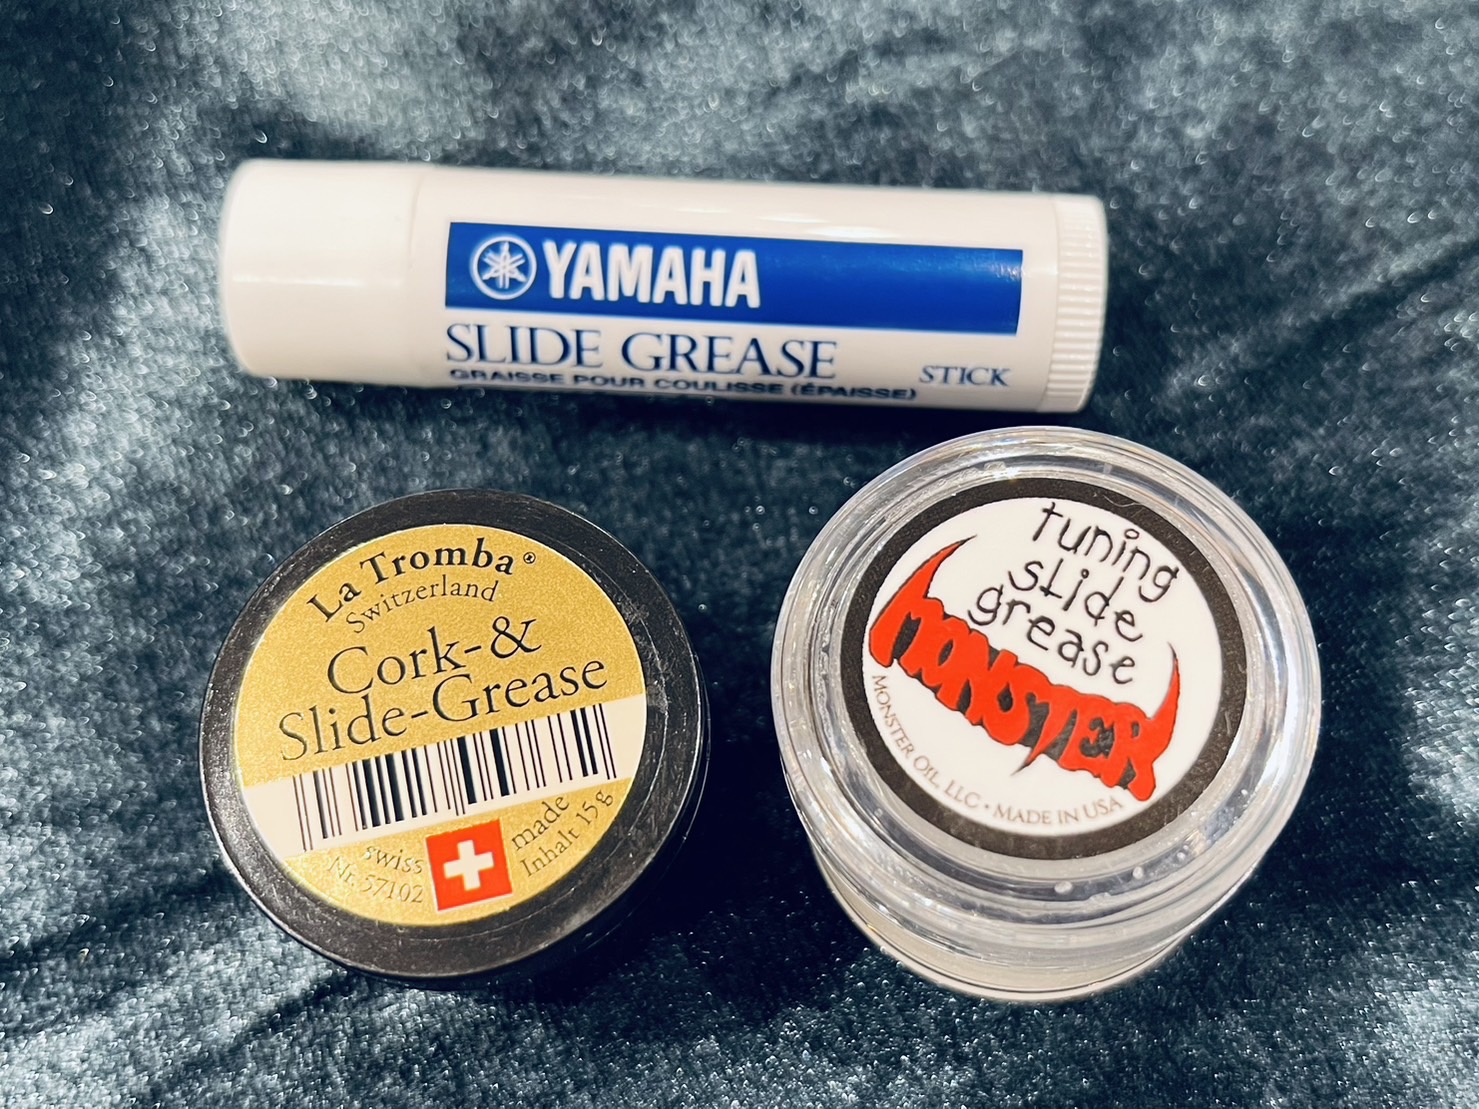 YAMAHA
SLIDE GREASE
STICK
GRAISSE POUR COULISSE (ÉPAISSE)
La Tromba®
Switzerland
Cork-&
Slide-Grease
swiss made
Nr. 57102 Inhalt 15 g
tuning
slide
grease
MONSTER
MONSTER OIL, LLC • MADE IN USA